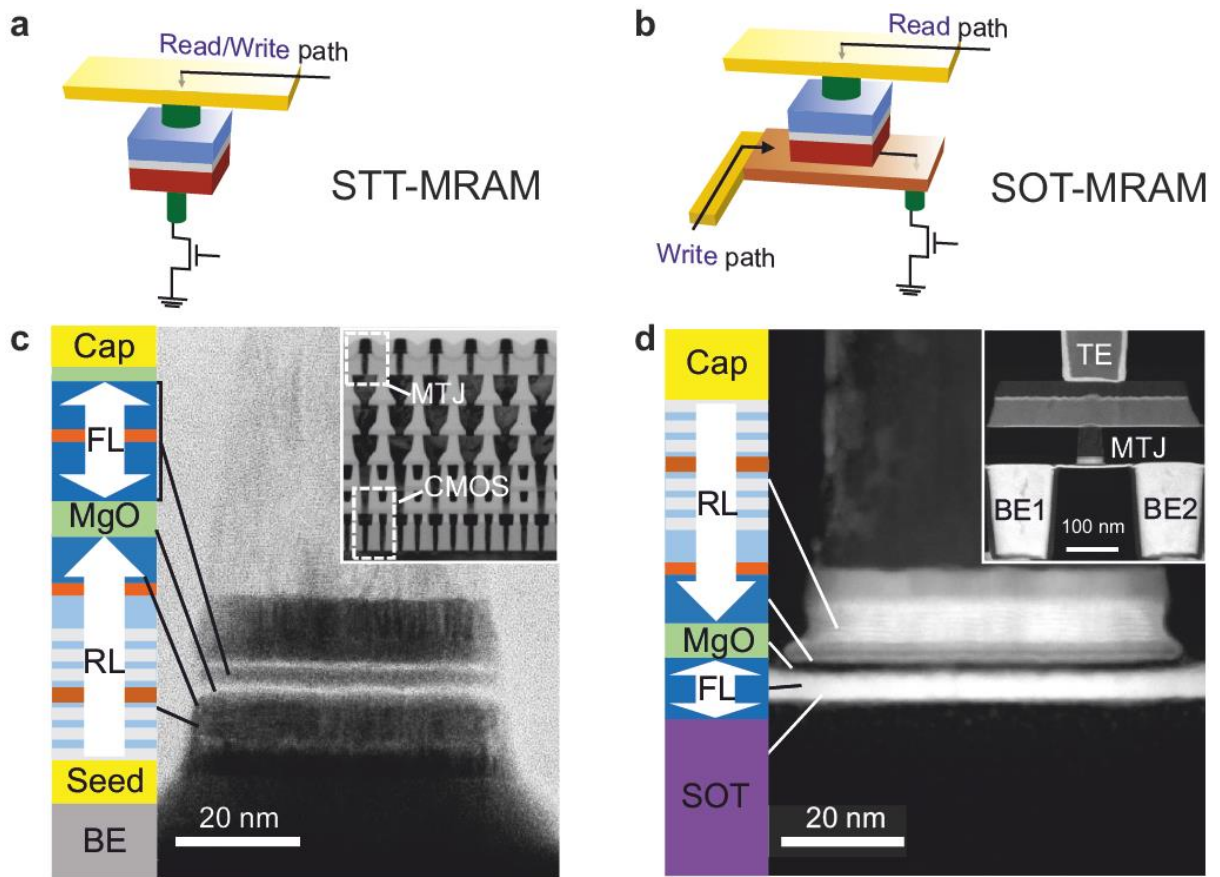 a
Read/Write path
STT-MRAM
b
Read path
SOT-MRAM
Write path
c
Cap
FL
MgO
RL
Seed
BE
MTJ
CMOS
20 nm
d
Cap
RL
MgO
FL
SOT
TE
MTJ
BE1
BE2
100 nm
20 nm